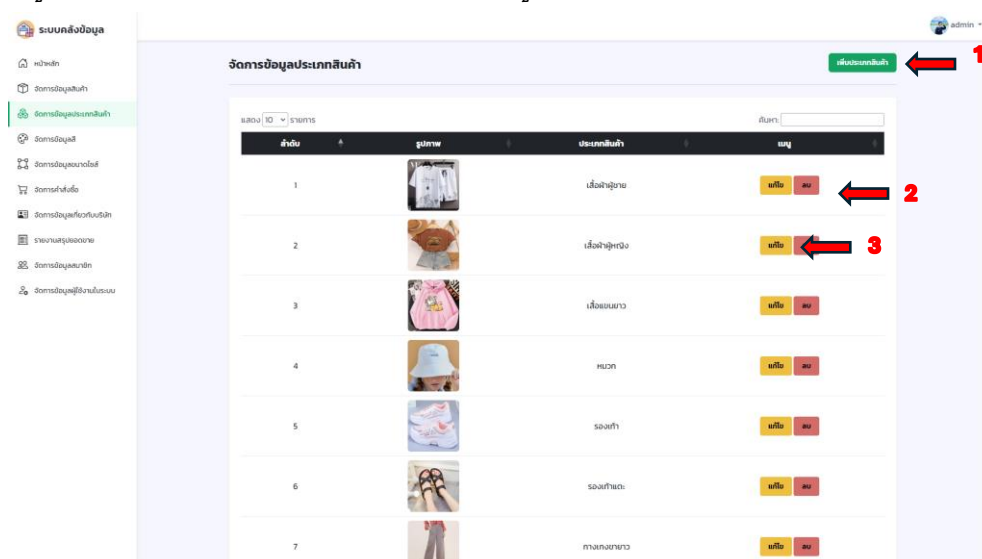 ระบบคลังข้อมูล
admin
หน้าหลัก
จัดการข้อมูลสินค้า
จัดการข้อมูลประเภทสินค้า
จัดการข้อมูลสี
จัดการข้อมูลขนาดไซส์
จัดการคำสั่งซื้อ
จัดการข้อมูลเกี่ยวกับบริษัท
รายงานสรุปยอดขาย
จัดการข้อมูลสมาชิก
จัดการข้อมูลผู้ใช้งานในระบบ
จัดการข้อมูลประเภทสินค้า
เพิ่มประเภทสินค้า
1
แสดง 10 รายการ
ค้นหา:
ลำดับ รูปภาพ ประเภทสินค้า เมนู
1 เสื้อผ้าผู้ชาย แก้ไข ลบ
2
2 เสื้อผ้าผู้หญิง แก้ไข
3
3 เสื้อแขนยาว แก้ไข ลบ
4 หมวก แก้ไข ลบ
5 รองเท้า แก้ไข ลบ
6 รองเท้าแตะ แก้ไข ลบ
7 กางเกงขายาว แก้ไข ลบ